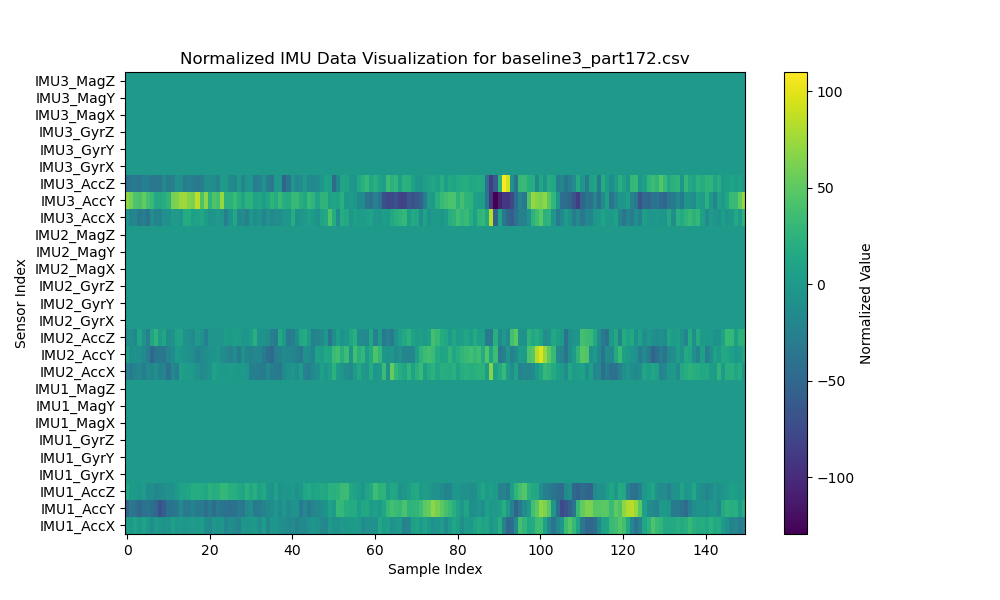 Normalized IMU Data Visualization for baseline3_part172.csv
IMU3_MagZ
IMU3_MagY
IMU3_MagX
IMU3_GyrZ
IMU3_GyrY
IMU3_GyrX
IMU3_AccZ
IMU3_AccY
IMU3_AccX
IMU2_MagZ
IMU2_MagY
IMU2_MagX
IMU2_GyrZ
IMU2_GyrY
IMU2_GyrX
IMU2_AccZ
IMU2_AccY
IMU2_AccX
IMU1_MagZ
IMU1_MagY
IMU1_MagX
IMU1_GyrZ
IMU1_GyrY
IMU1_GyrX
IMU1_AccZ
IMU1_AccY
IMU1_AccX
Sensor Index
0 20 40 60 80 100 120 140
Sample Index
100
50
0
−50
−100
Normalized Value